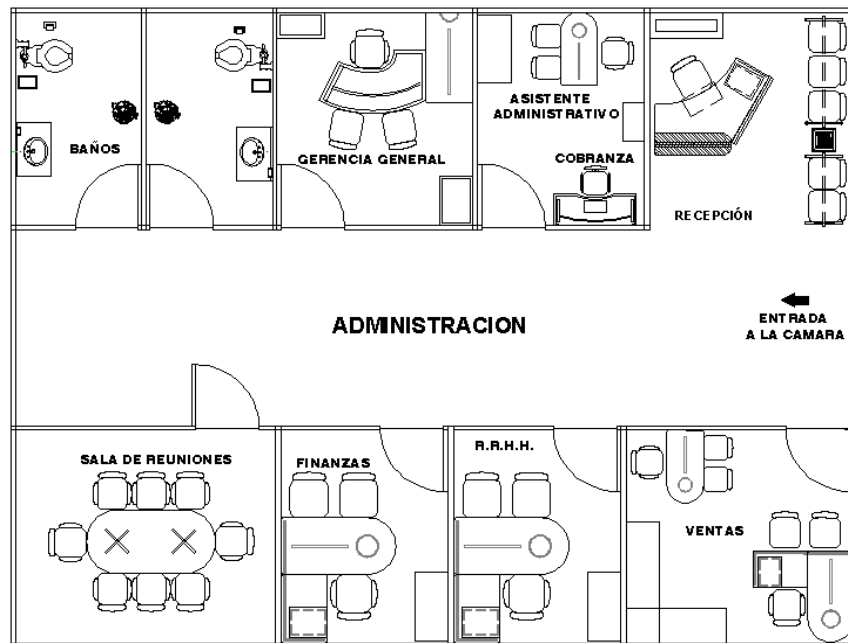 BAÑOS
GERENCIA GENERAL
ASISTENTE
ADMINISTRATIVO
COBRANZA
RECEPCIÓN
ADMINISTRACION
ENTRADA
A LA CAMARA
SALA DE REUNIONES
FINANZAS
R.R.H.H.
VENTAS